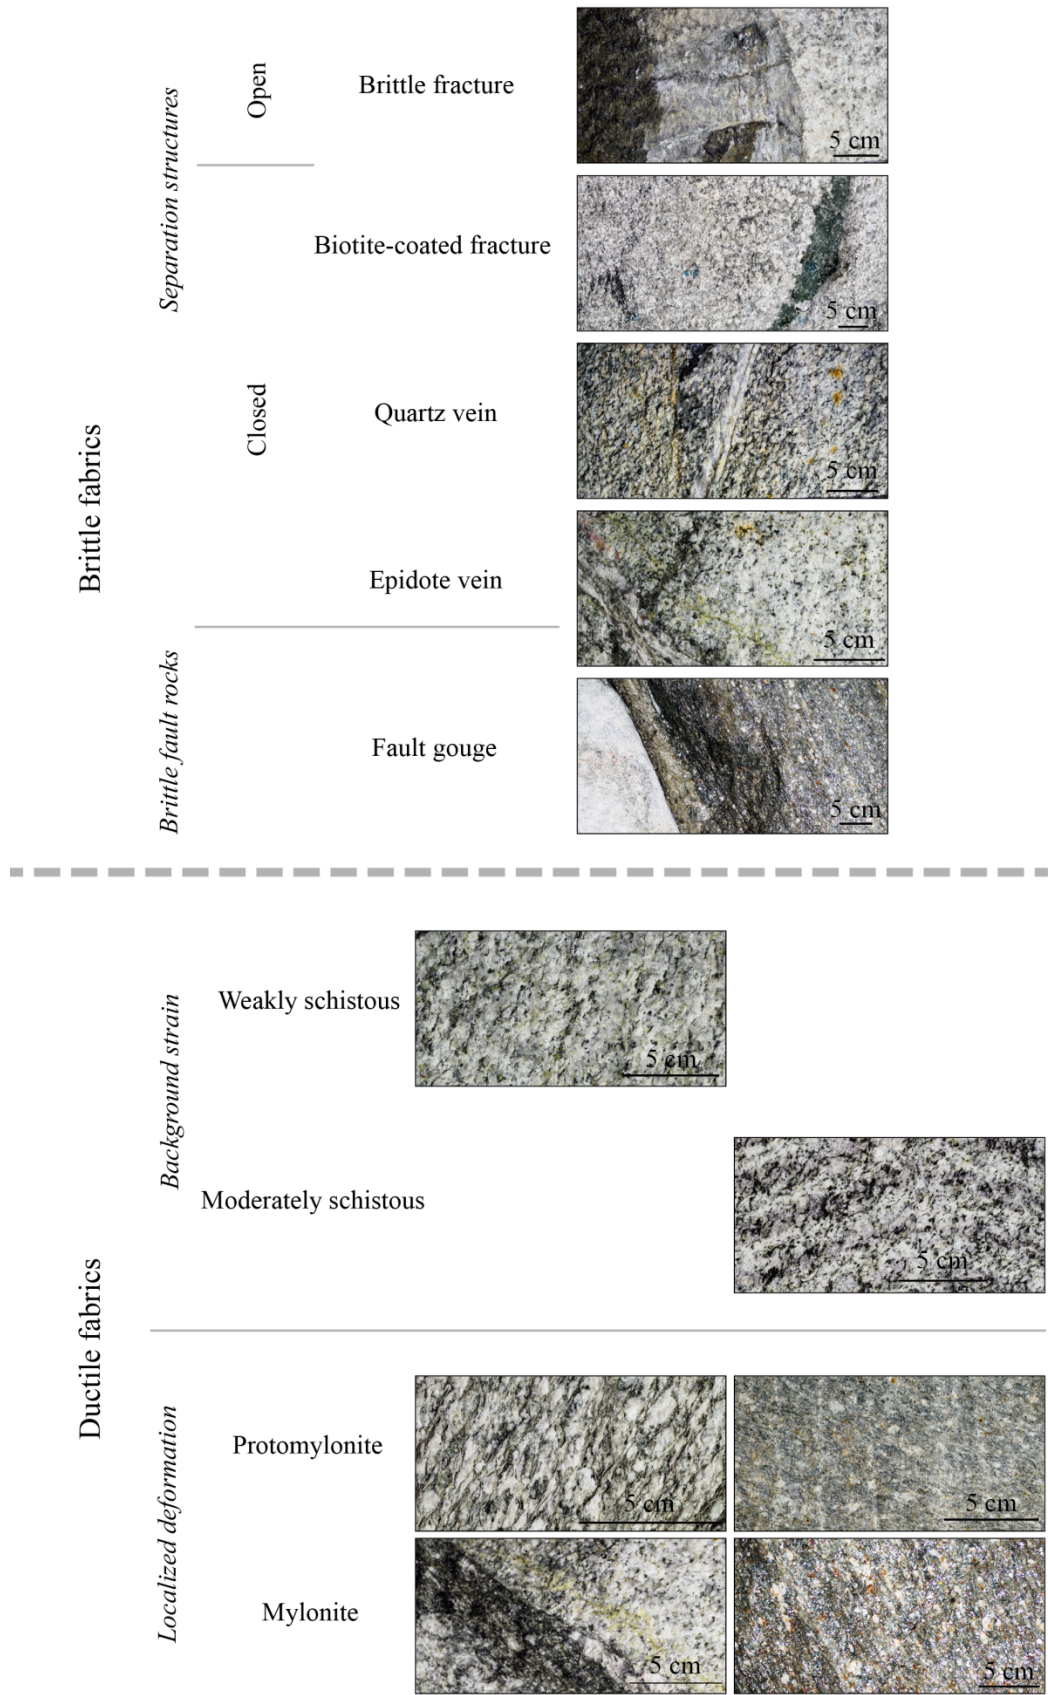 Brittle fabrics
Separation structures
Open
Brittle fracture
5 cm
Biotite-coated fracture
5 cm
Closed
Quartz vein
5 cm
Epidote vein
5 cm
Brittle fault rocks
Fault gouge
5 cm
Ductile fabrics
Background strain
Weakly schistous
5 cm
Moderately schistous
5 cm
Localized deformation
Protomylonite
5 cm
5 cm
Mylonite
5 cm
5 cm